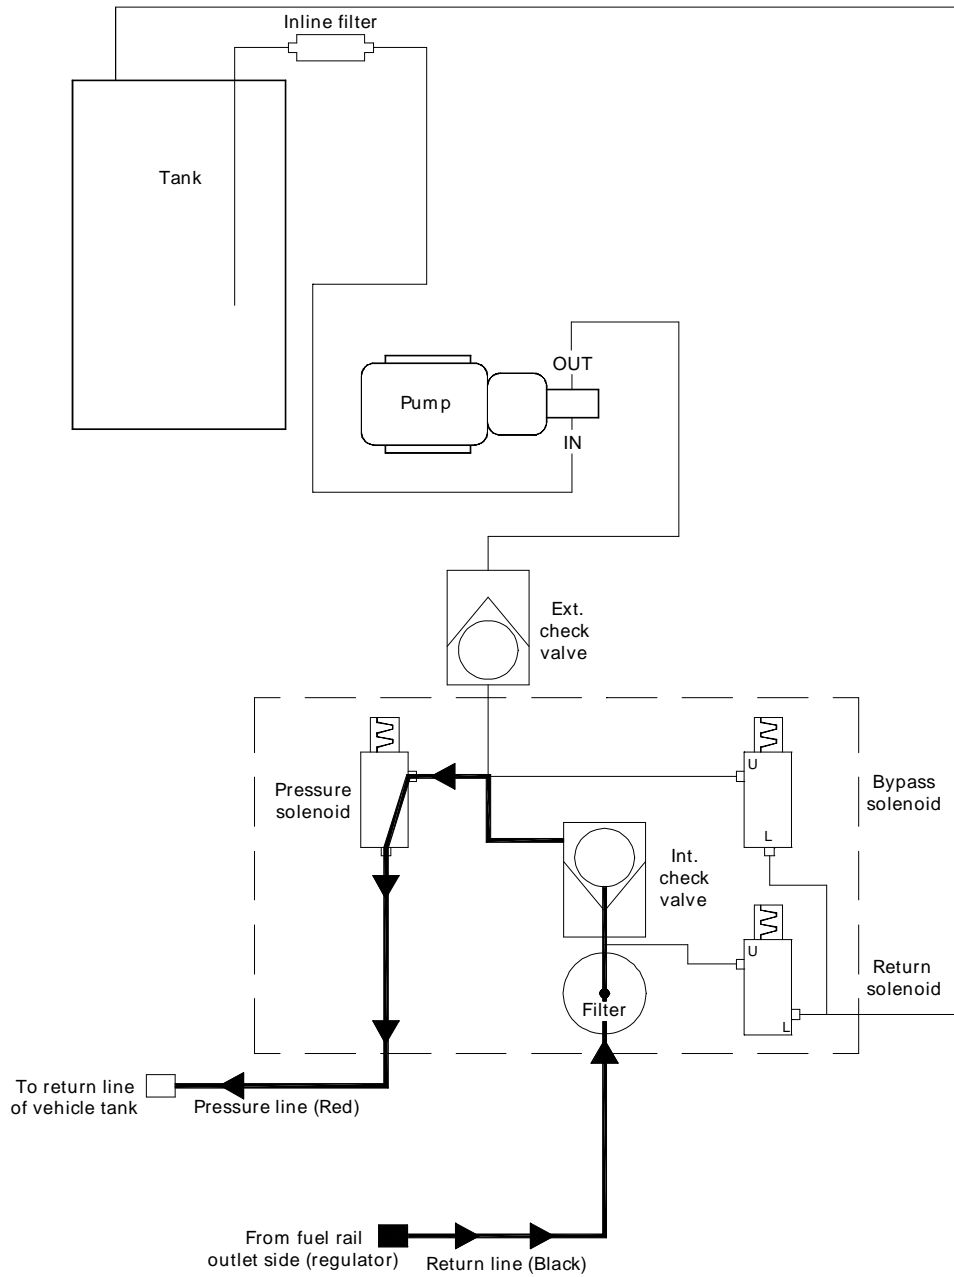 Inline filter
Tank
OUT
Pump
IN
Ext.
check
valve
Pressure
solenoid
U
L
Bypass
solenoid
Int.
check
valve
U
L
Return
solenoid
Filter
To return line
of vehicle tank
Pressure line (Red)
From fuel rail
outlet side (regulator)
Return line (Black)